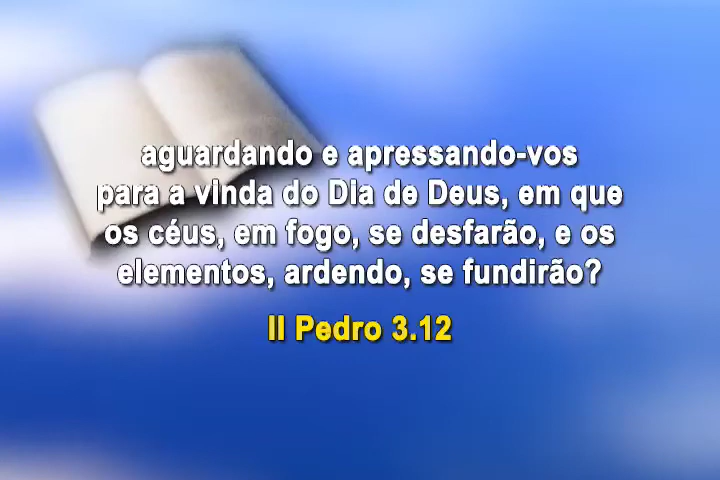 aguardando e apressando-vos
para a vinda do Dia de Deus, em que
os céus, em fogo, se desfarão, e os
elementos, ardendo, se fundirão?
II Pedro 3.12